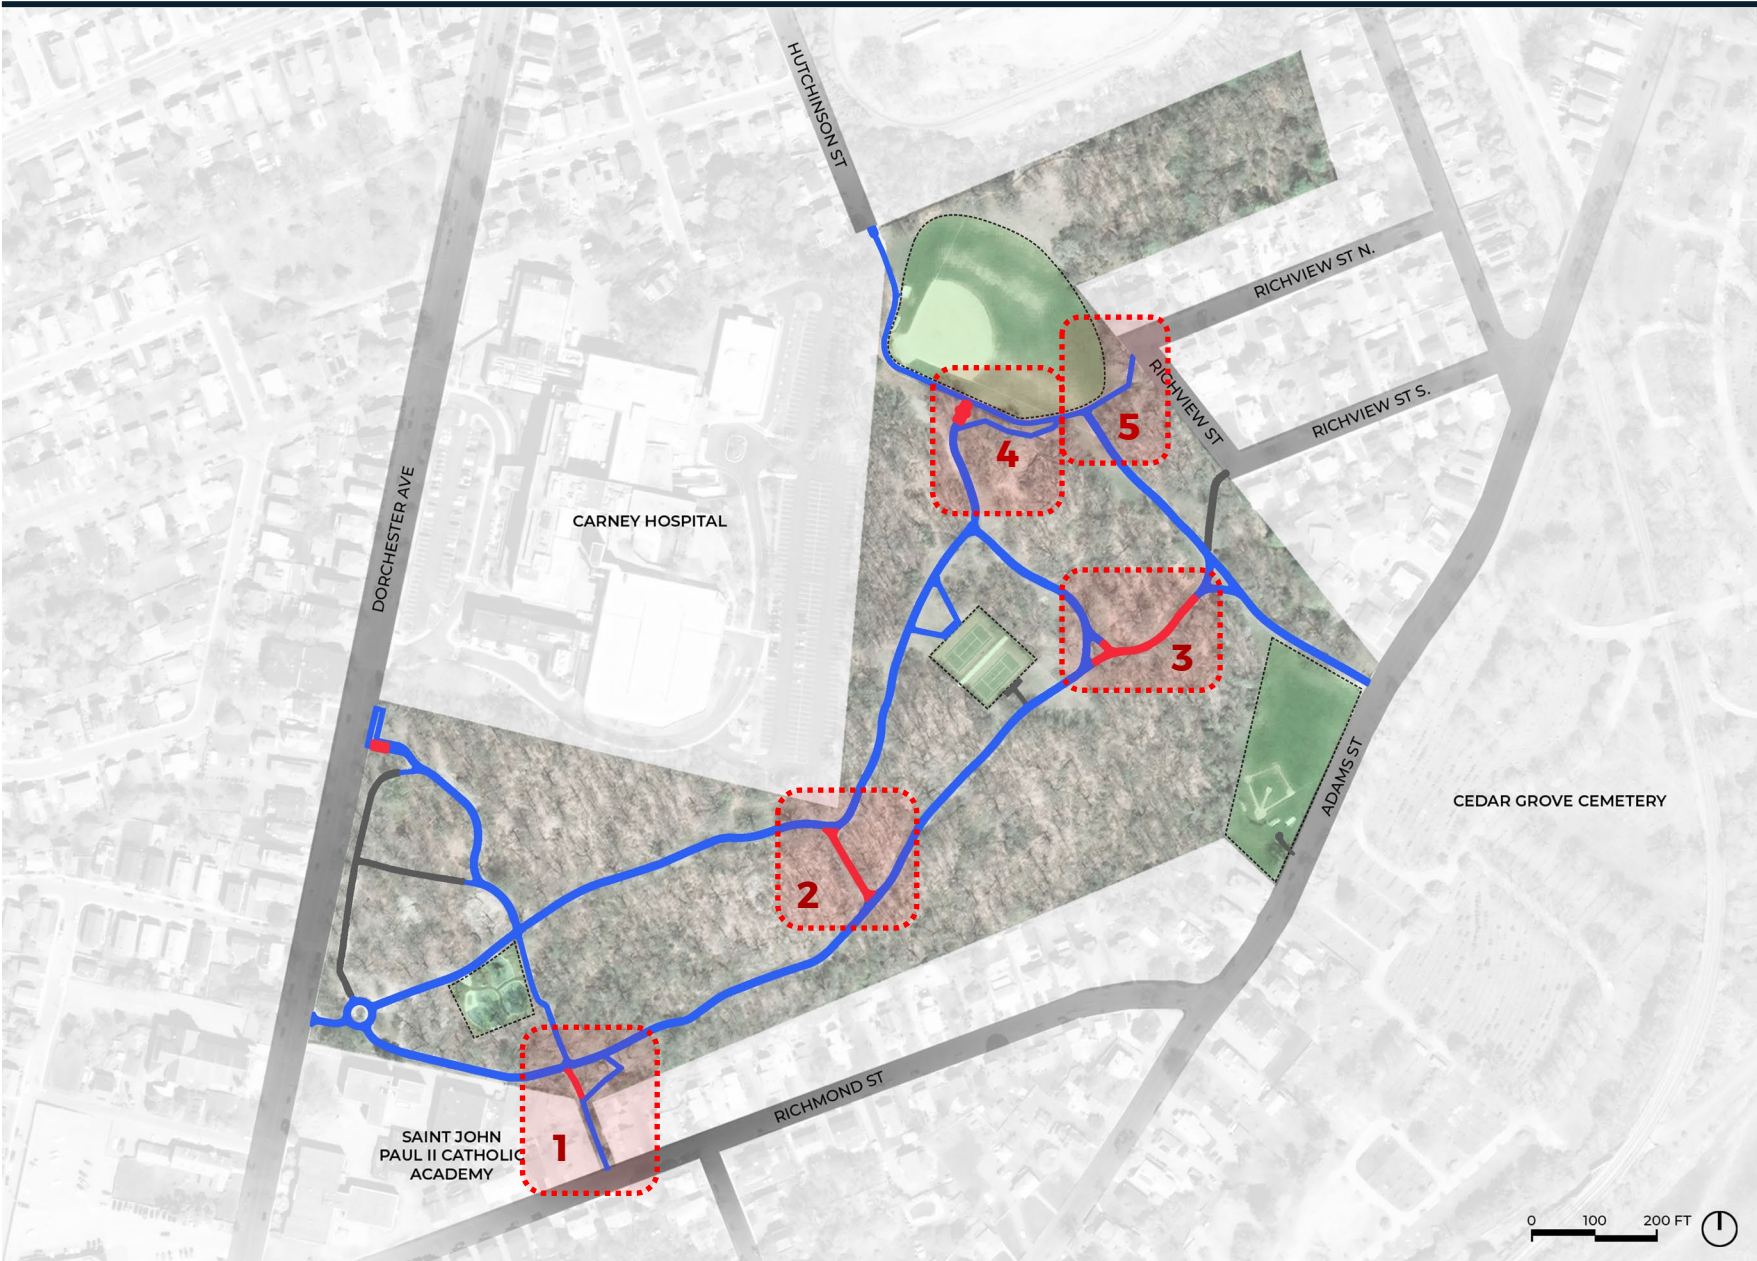 HUTCHINSON ST
RICHVIEW ST N.
RICHVIEW ST
RICHVIEW ST S.
5
4
DORCHESTER AVE
CARNEY HOSPITAL
3
ADAMS ST
CEDAR GROVE CEMETERY
2
RICHMOND ST
SAINT JOHN
PAUL II CATHOLIC
ACADEMY
1
0 100 200 FT